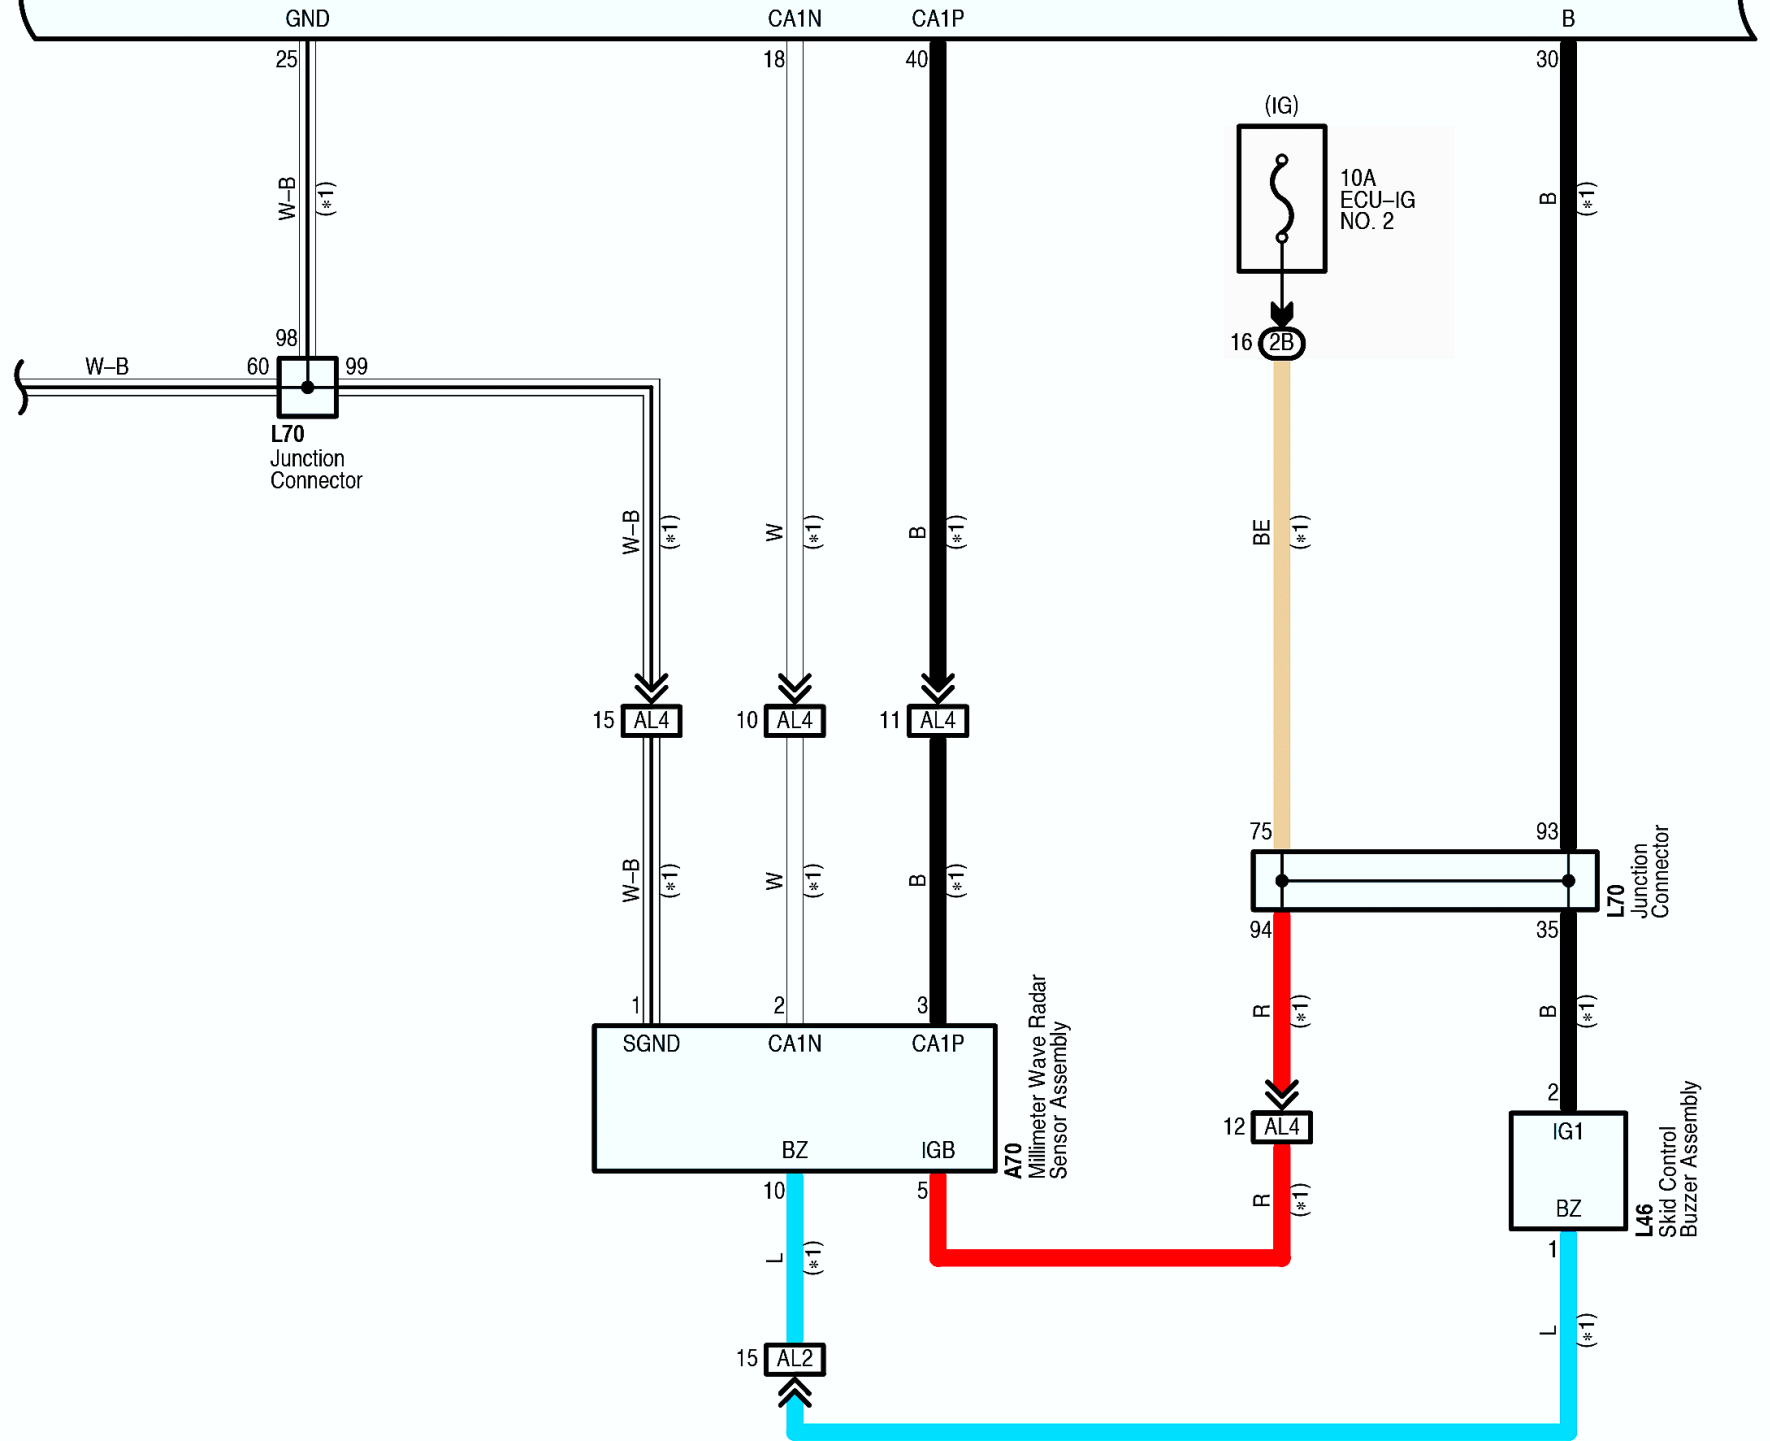 GND CA1N CA1P B
25 18 40 30
(IG)
10A
ECU–IG
NO. 2
W–B (*1)
B (*1)
98
16 2B
W–B 60 99
L70
Junction
Connector
W–B (*1) W (*1) B (*1) BE (*1)
15 AL4 10 AL4 11 AL4
75 93
L70
Junction
Connector
W–B (*1) W (*1) B (*1)
94 35
1 2 3
R (*1) B (*1)
SGND CA1N CA1P
2
12 AL4
IG1
BZ IGB
A70
Millimeter Wave Radar
Sensor Assembly
10 5
R (*1)
BZ
L46
Skid Control
Buzzer Assembly
1
L (*1)
L (*1)
15 AL2